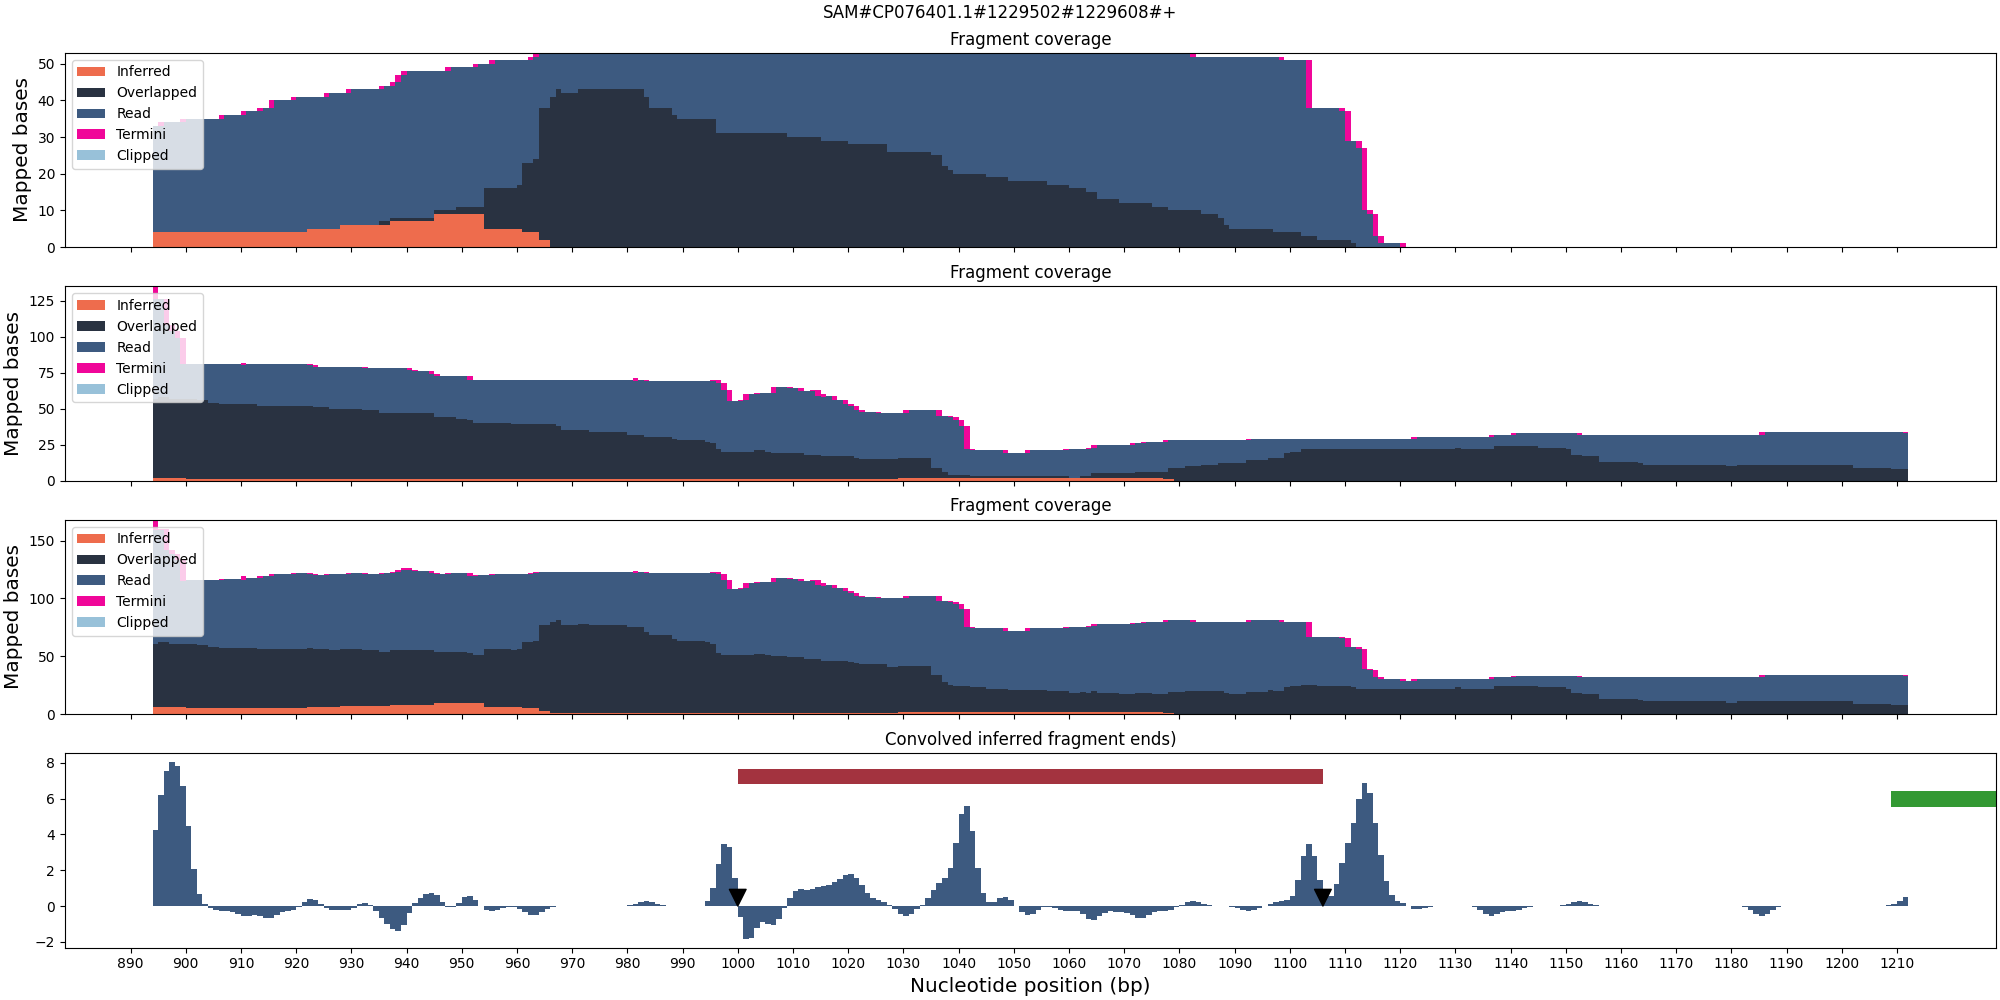 SAM#CP076401.1#1229502#1229608#+
Fragment coverage
Mapped bases
50
40
30
20
10
0
Inferred
Overlapped
Read
Termini
Clipped
Fragment coverage
Mapped bases
125
100
75
50
25
0
Inferred
Overlapped
Read
Termini
Clipped
Fragment coverage
Mapped bases
150
100
50
0
Inferred
Overlapped
Read
Termini
Clipped
Convolved inferred fragment ends)
8
6
4
2
0
−2
890 900 910 920 930 940 950 960 970 980 990 1000 1010 1020 1030 1040 1050 1060 1070 1080 1090 1100 1110 1120 1130 1140 1150 1160 1170 1180 1190 1200 1210
Nucleotide position (bp)